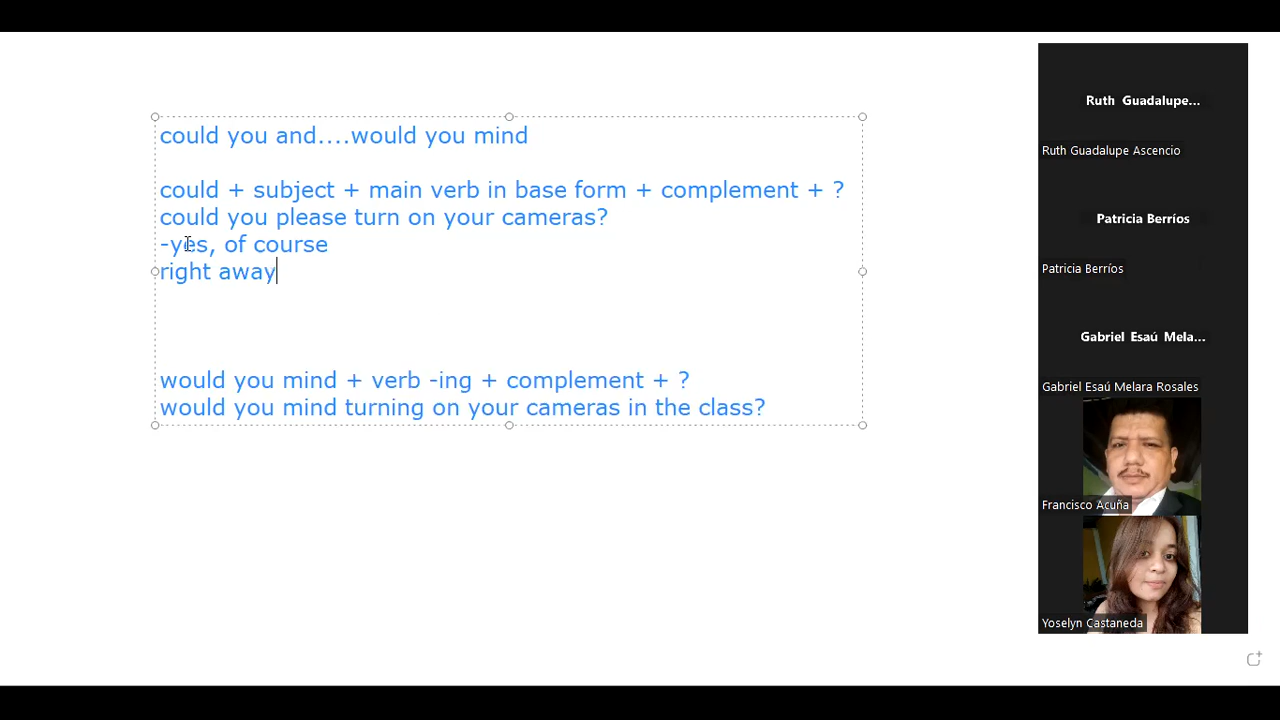 could you and....would you mind
could + subject + main verb in base form + complement + ?
could you please turn on your cameras?
-yes, of course
right away
would you mind + verb -ing + complement + ?
would you mind turning on your cameras in the class?
Ruth Guadalupe...
Ruth Guadalupe Ascencio
Patricia Berríos
Patricia Berríos
Gabriel Esaú Mela...
Gabriel Esaú Melara Rosales
Francisco Acuña
Yoselyn Castaneda